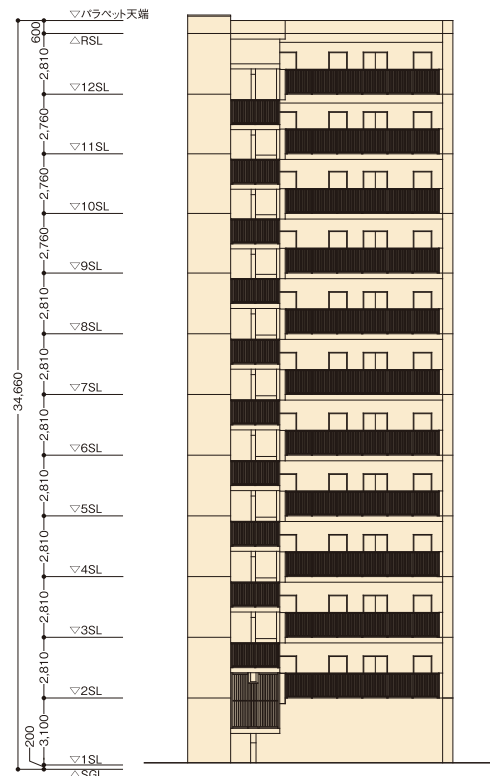 ▽パラペット天端
600
△RSL
2,810
▽12SL
2,760
▽11SL
2,760
▽10SL
2,760
▽9SL
2,810
▽8SL
2,810
▽7SL
34,660
2,810
▽6SL
2,810
▽5SL
2,810
▽4SL
2,810
▽3SL
2,810
▽2SL
3,100
200
▽1SL
△SGL